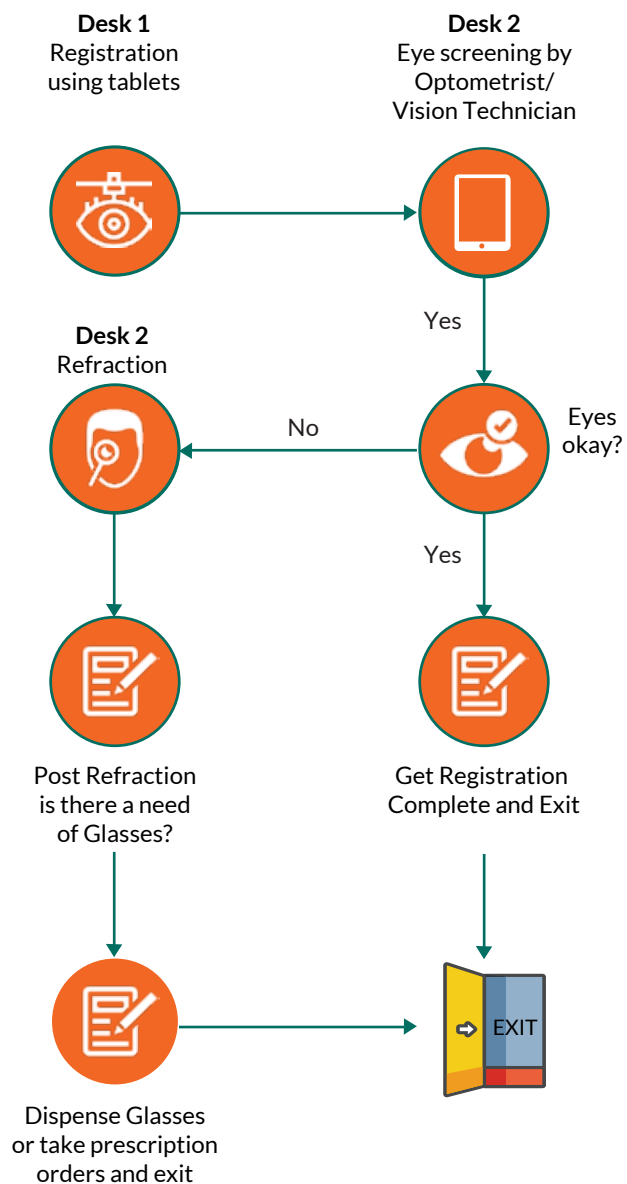 Desk 1
Registration
using tablets
Desk 2
Eye screening by
Optometrist/
Vision Technician
Yes
Desk 2
Refraction
No
Eyes
okay?
Yes
Post Refraction
is there a need
of Glasses?
Get Registration
Complete and Exit
EXIT
Dispense Glasses
or take prescription
orders and exit